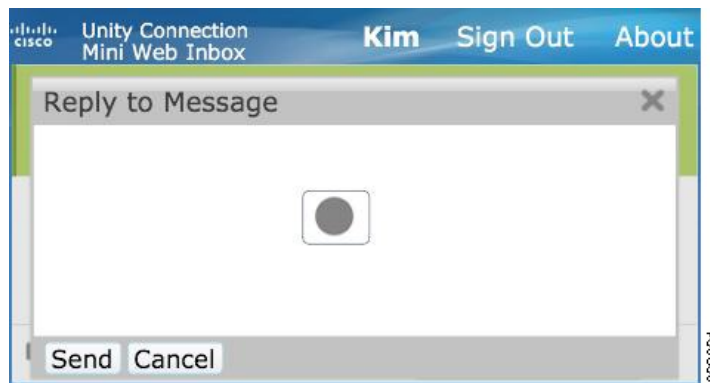 cisco Unity Connection
Mini Web Inbox
Kim Sign Out About
Reply to Message
Send Cancel